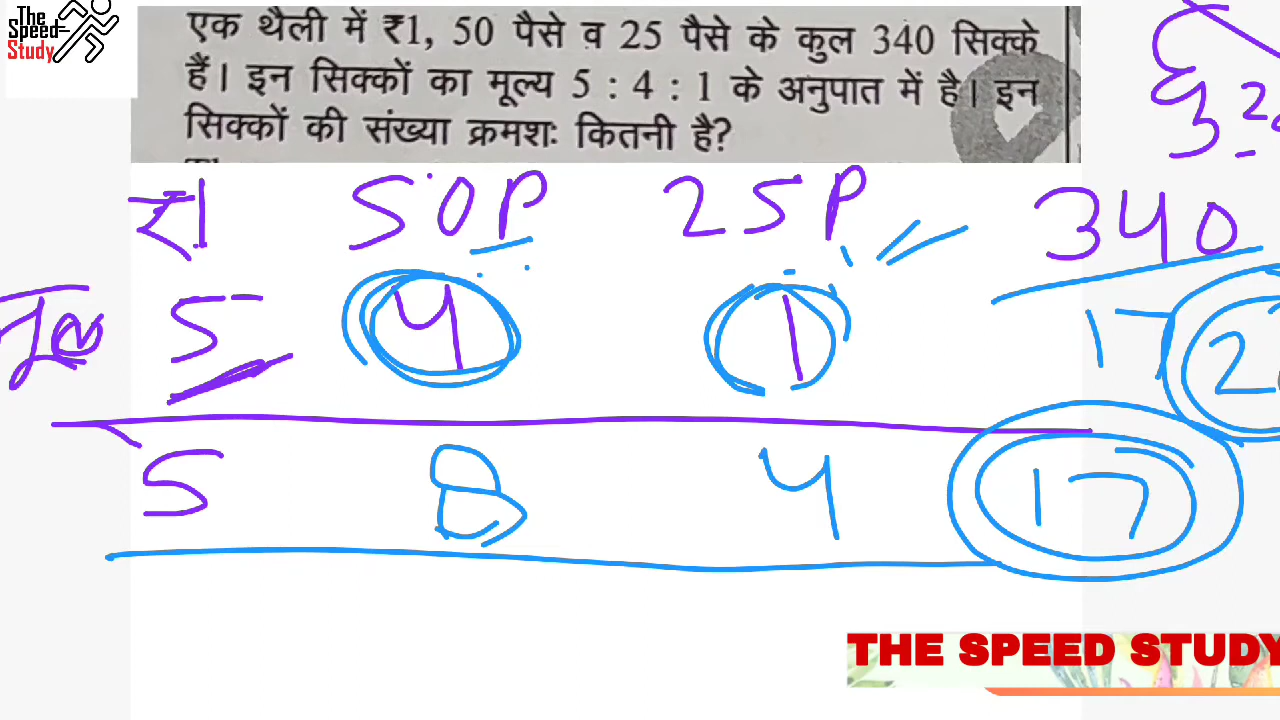 The
Speed
Study
एक थैली में ₹1, 50 पैसे व 25 पैसे के कुल 340 सिक्के
हैं। इन सिक्कों का मूल्य 5 : 4 : 1 के अनुपात में है। इन
सिक्कों की संख्या क्रमशः कितनी है?
₹1 50P 25P 340
5 4 1 17
5 8 4 17
THE SPEED STUDY